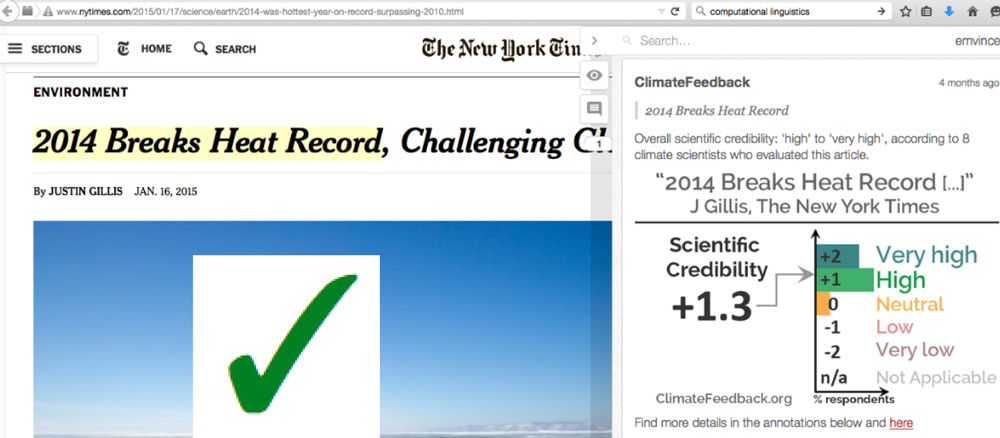 www.nytimes.com/2015/01/17/science/earth/2014-was-hottest-year-on-record-surpassing-2010.html
computational linguistics
SECTIONS
HOME
SEARCH
The New York Tim
Search...
emvince
ENVIRONMENT
2014 Breaks Heat Record, Challenging
By JUSTIN GILLIS JAN. 16, 2015
ClimateFeedback
4 months ago
2014 Breaks Heat Record
Overall scientific credibility: 'high' to 'very high', according to 8
climate scientists who evaluated this article.
“2014 Breaks Heat Record [...]”
J Gillis, The New York Times
Scientific
Credibility
+1.3
+2 Very high
+1 High
0 Neutral
-1 Low
-2 Very low
n/a Not Applicable
% respondents
ClimateFeedback.org
Find more details in the annotations below and here